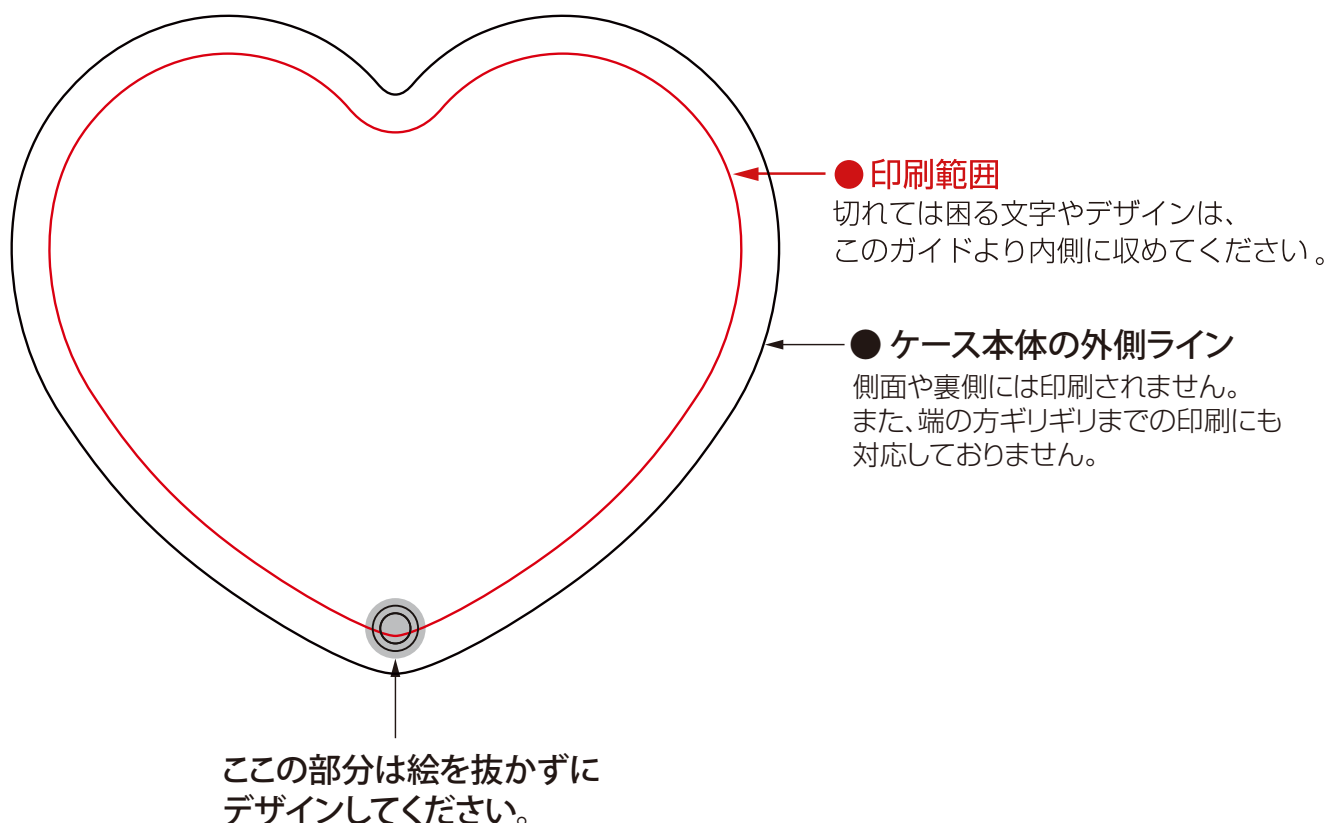 ●印刷範囲
切れては困る文字やデザインは、
このガイドより内側に収めてください。
● ケース本体の外側ライン
側面や裏側には印刷されません。
また、端の方ギリギリまでの印刷にも
対応しておりません。
ここの部分は絵を抜かずに
デザインしてください。